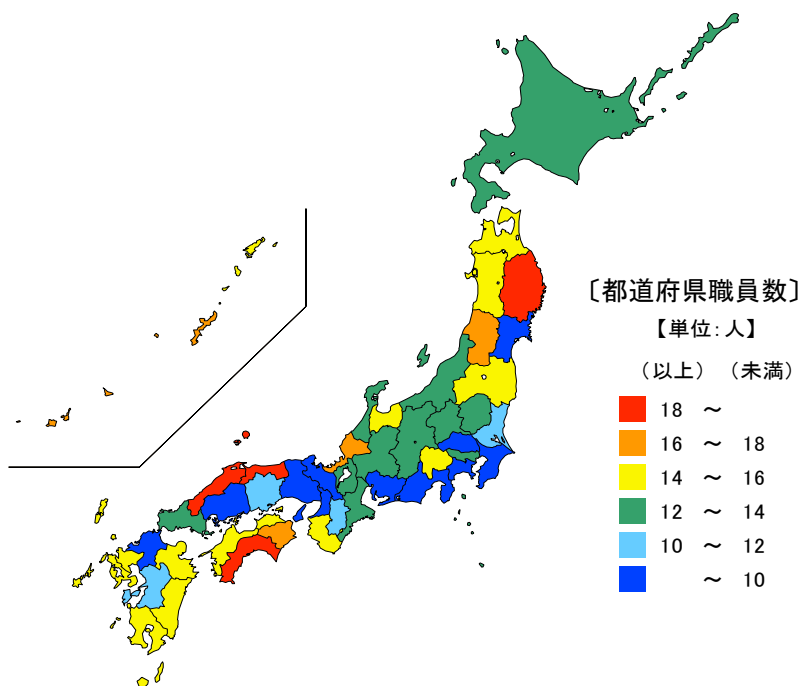 〔都道府県職員数〕
【単位:人】
（以上） （未満）
18 ～
16 ～ 18
14 ～ 16
12 ～ 14
10 ～ 12
～ 10